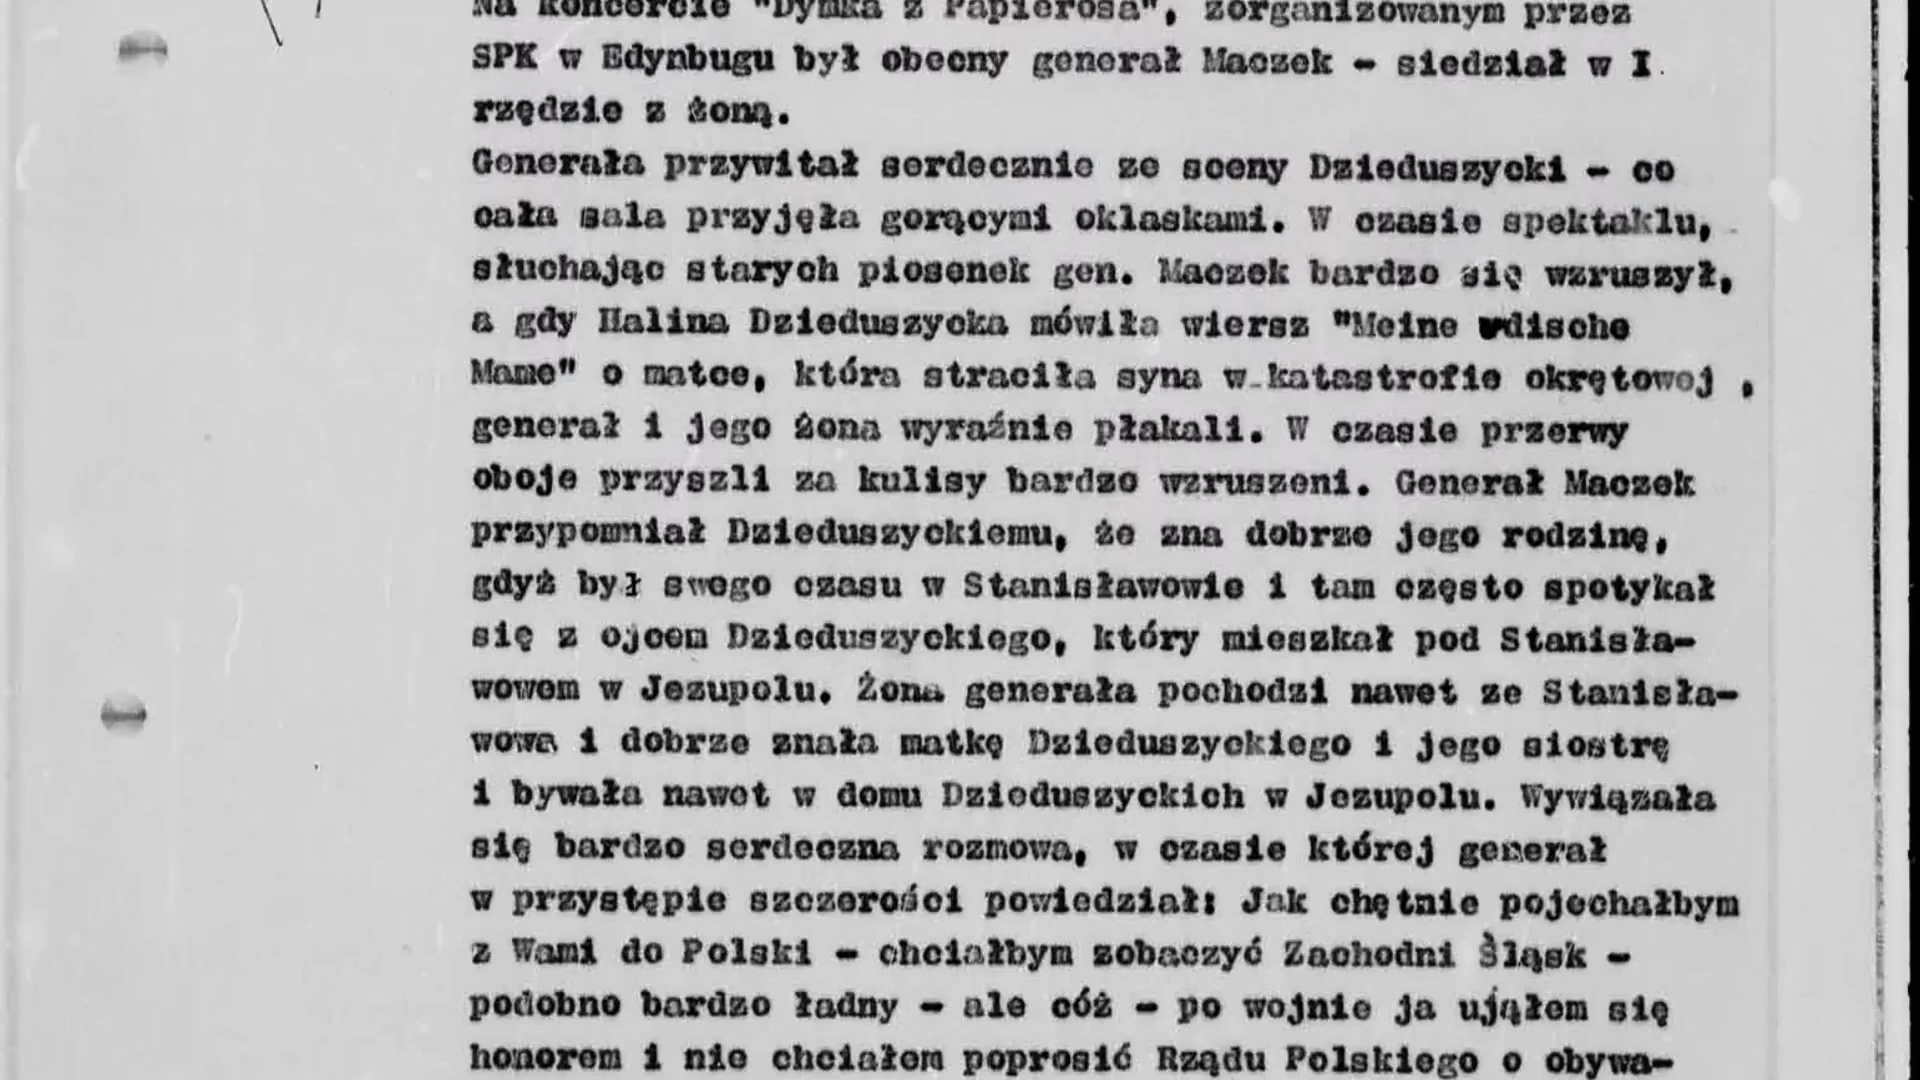 Na koncercie "Dymka z Papierosa", zorganizowanym przez
SPK w Edynbugu był obecny generał Maczek - siedział w I
rzędzie z żoną.
Generała przywitał serdecznie ze sceny Dzieduszycki - co
cała sala przyjęła gorącymi oklaskami. W czasie spektaklu,
słuchając starych piosenek gen. Maczek bardzo się wzruszył,
a gdy Halina Dzieduszycka mówiła wiersz "Meine
Mame" o matce, która straciła syna w katastrofie okrętowej ,
generał i jego żona wyraźnie płakali. W czasie przerwy
oboje przyszli za kulisy bardzo wzruszeni. Generał Maczek
przypomniał Dzieduszyckiemu, że zna dobrze jego rodzinę,
gdyż był swego czasu w Stanisławowie i tam często spotykał
się z ojcem Dzieduszyckiego, który mieszkał pod Stanisła-
wowem w Jezupolu. Żona generała pochodzi nawet ze Stanisła-
wowa i dobrze znała matkę Dzieduszyckiego i jego siostrę
i bywała nawet w domu Dzieduszyckich w Jezupolu. Wywiązała
się bardzo serdeczna rozmowa, w czasie której generał
w przystępie szczerości powiedział: Jak chętnie pojechałbym
z Wami do Polski - chciałbym zobaczyć Zachodni Śląsk -
podobno bardzo ładny - ale cóż - po wojnie ja ująłem się
honorem i nie chciałem poprosić Rządu Polskiego o obywa-